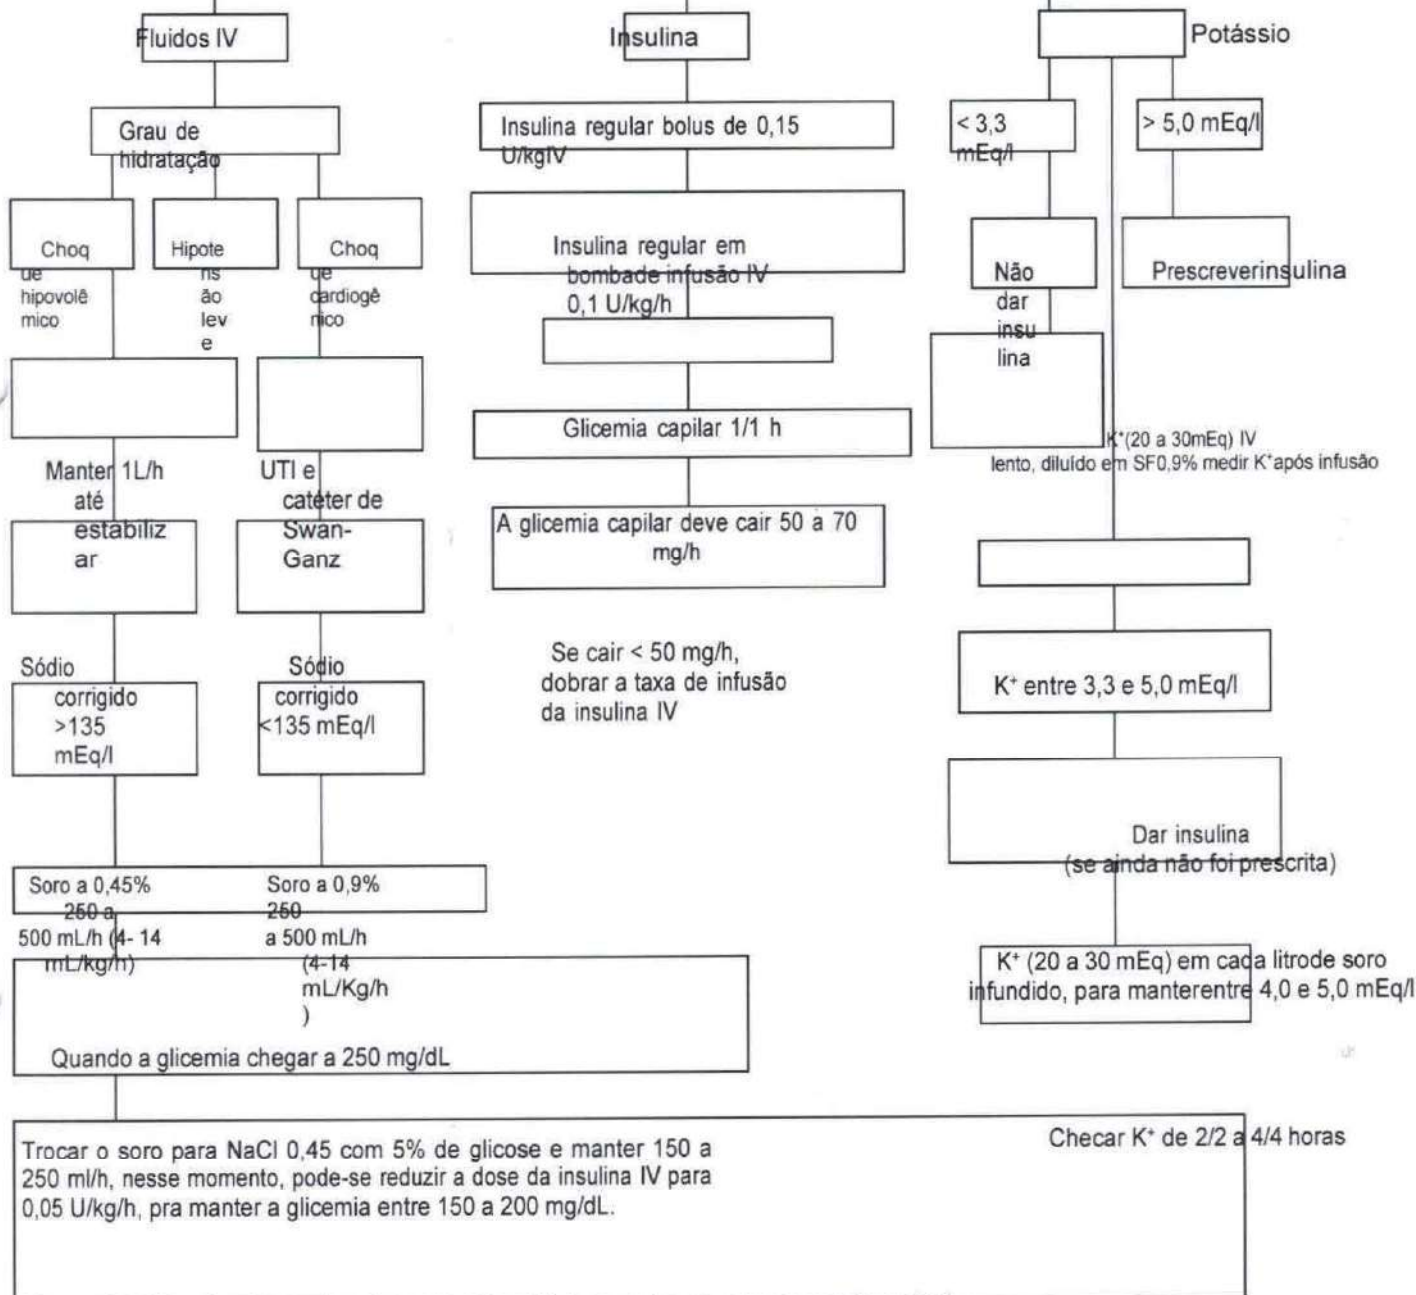 Fluidos IV
Grau de
hidratação
Choq
ue
hipovolê
mico
Hipote
ns
ão
lev
e
Choq
ue
cardiogê
nico
Manter 1L/h
até
estabiliz
ar
UTI e
catéter de
Swan-
Ganz
Sódio
corrigido
>135
mEq/l
Sódio
corrigido
<135 mEq/l
Soro a 0,45%
250 a
500 mL/h (4- 14
mL/kg/h)
Soro a 0,9%
250
a 500 mL/h
(4-14
mL/Kg/h
)
Quando a glicemia chegar a 250 mg/dL
Trocar o soro para NaCl 0,45 com 5% de glicose e manter 150 a
250 ml/h, nesse momento, pode-se reduzir a dose da insulina IV para
0,05 U/kg/h, pra manter a glicemia entre 150 a 200 mg/dL.
Insulina
Insulina regular bolus de 0,15
U/kgIV
Insulina regular em
bombade infusão IV
0,1 U/kg/h
Glicemia capilar 1/1 h
A glicemia capilar deve cair 50 a 70
mg/h
Se cair < 50 mg/h,
dobrar a taxa de infusão
da insulina IV
Potássio
< 3,3
mEq/l
> 5,0 mEq/l
Não
dar
insu
lina
Prescreverinsulina
K⁺(20 a 30mEq) IV
lento, diluído em SF0,9% medir K⁺após infusão
K⁺ entre 3,3 e 5,0 mEq/l
Dar insulina
(se ainda não foi prescrita)
K⁺ (20 a 30 mEq) em cada litrode soro
infundido, para manterentre 4,0 e 5,0 mEq/l
Checar K⁺ de 2/2 a 4/4 horas